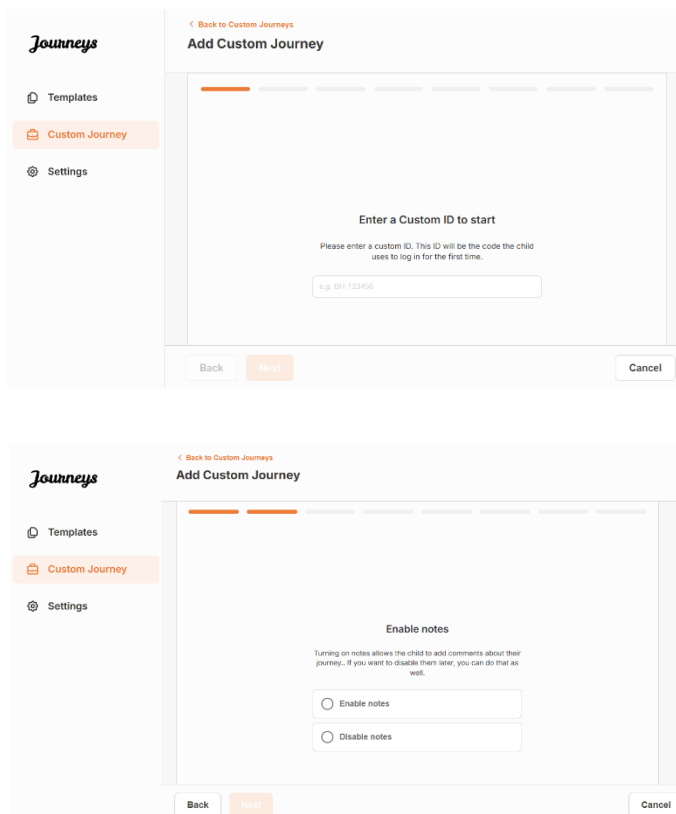 Back to Custom Journeys
Journeys
Add Custom Journey
Templates
Custom Journey
Settings
Enter a Custom ID to start
Please enter a custom ID. This ID will be the code the child
uses to log in for the first time.
e.g. BH-123456
Back
Next
Cancel
Back to Custom Journeys
Journeys
Add Custom Journey
Templates
Custom Journey
Settings
Enable notes
Turning on notes allows the child to add comments about their
journey.. If you want to disable them later, you can do that as
well.
Enable notes
Disable notes
Back
Next
Cancel